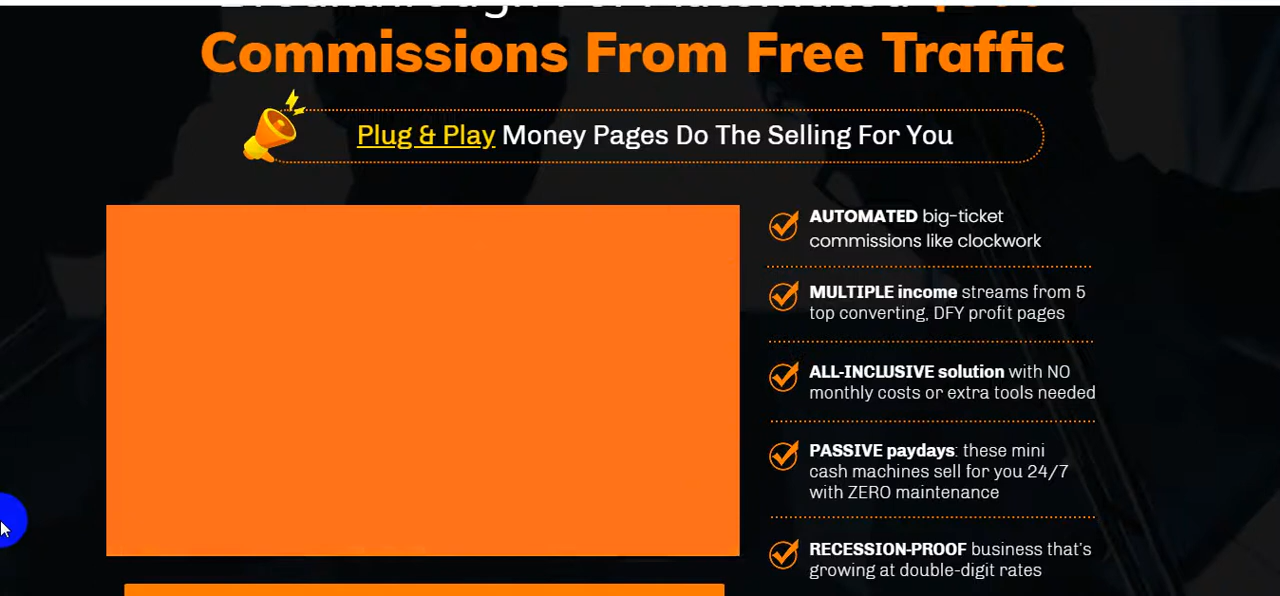 Commissions From Free Traffic
Plug & Play Money Pages Do The Selling For You
AUTOMATED big-ticket
commissions like clockwork
MULTIPLE income streams from 5
top converting, DFY profit pages
ALL-INCLUSIVE solution with NO
monthly costs or extra tools needed
PASSIVE paydays: these mini
cash machines sell for you 24/7
with ZERO maintenance
RECESSION-PROOF business that's
growing at double-digit rates